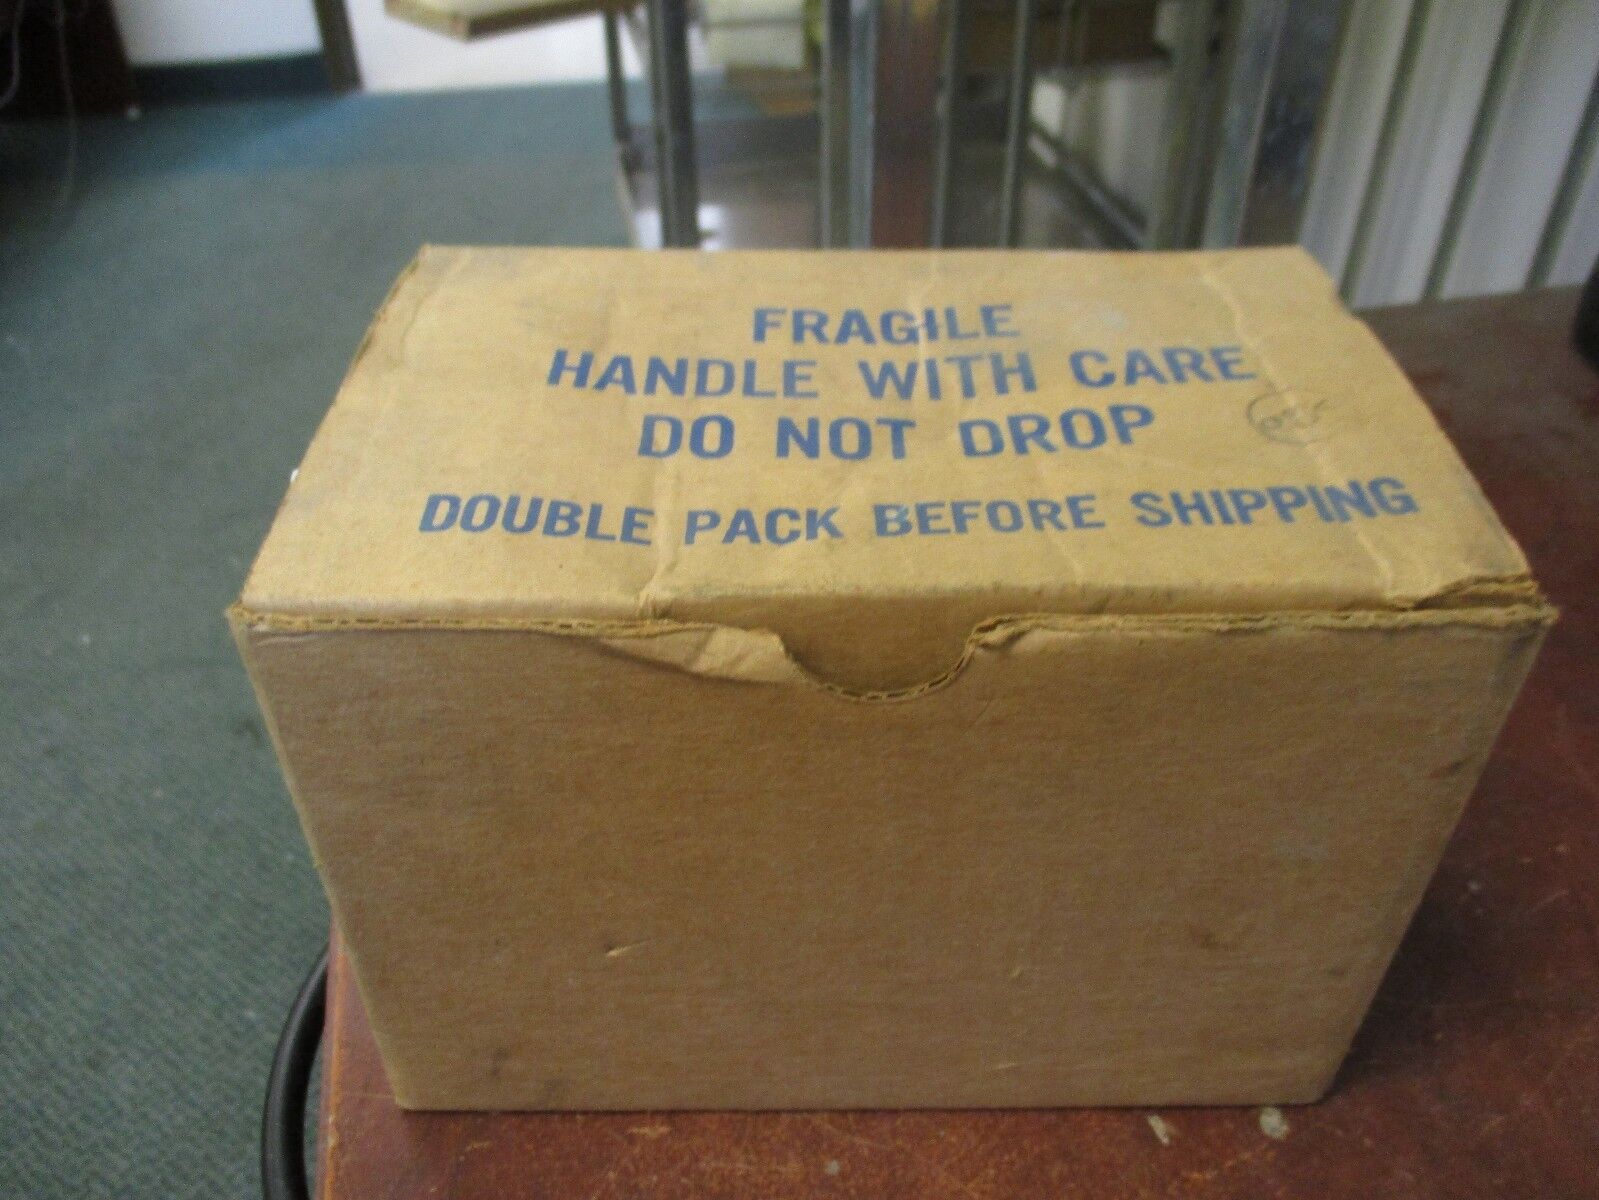 FRAGILE
HANDLE WITH CARE
DO NOT DROP
DOUBLE PACK BEFORE SHIPPING